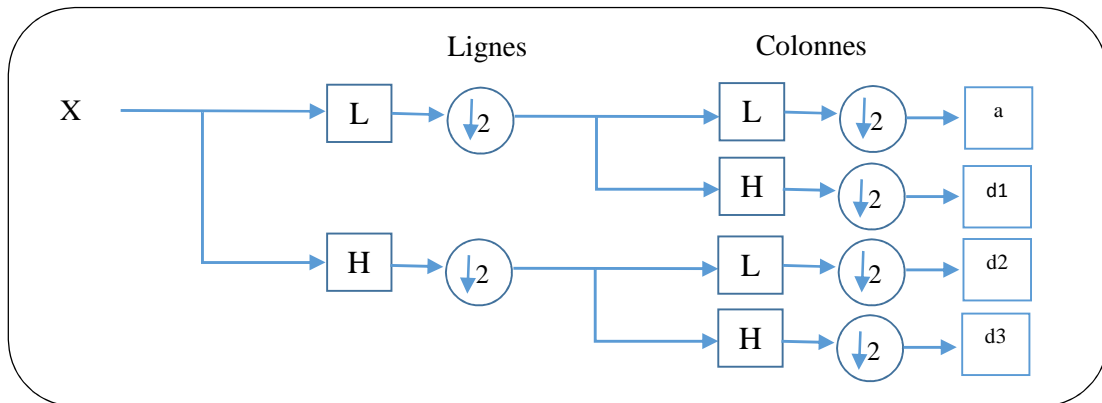 Lignes Colonnes
X L ↓2 L ↓2 a
H ↓2 d1
H ↓2 L ↓2 d2
H ↓2 d3